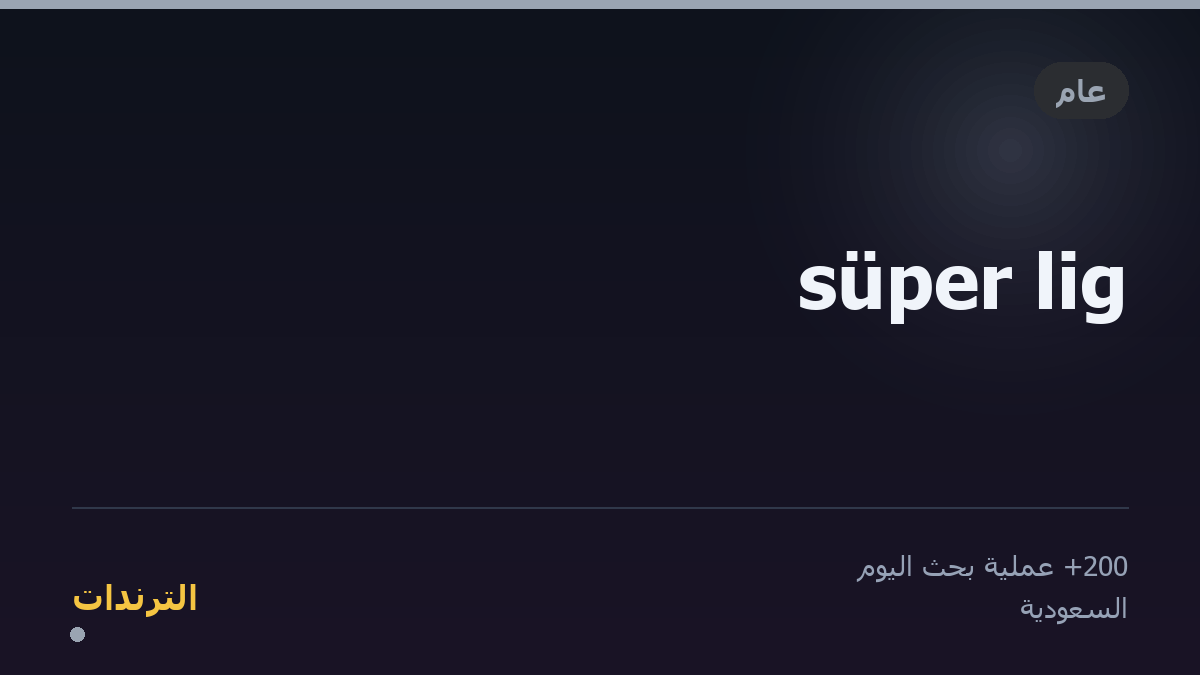 عام
süper lig
200+ عملية بحث اليوم
السعودية
الترندات